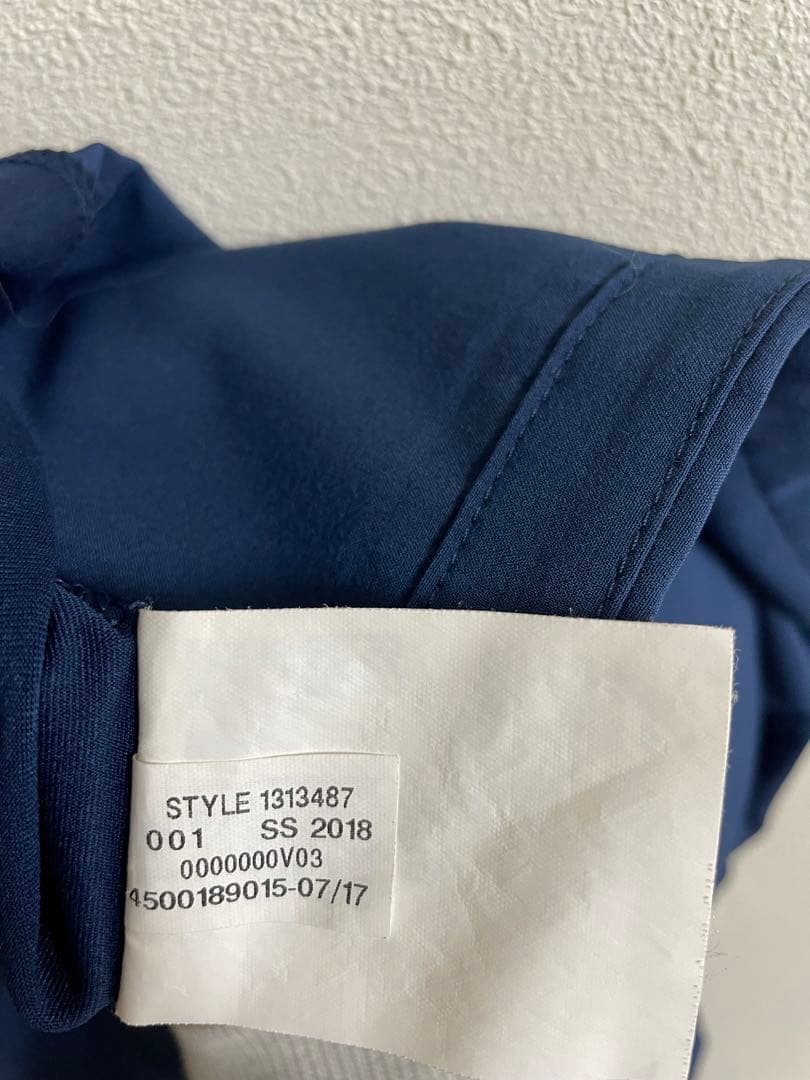 STYLE 1313487
001 SS 2018
0000000V03
4500189015-07/17